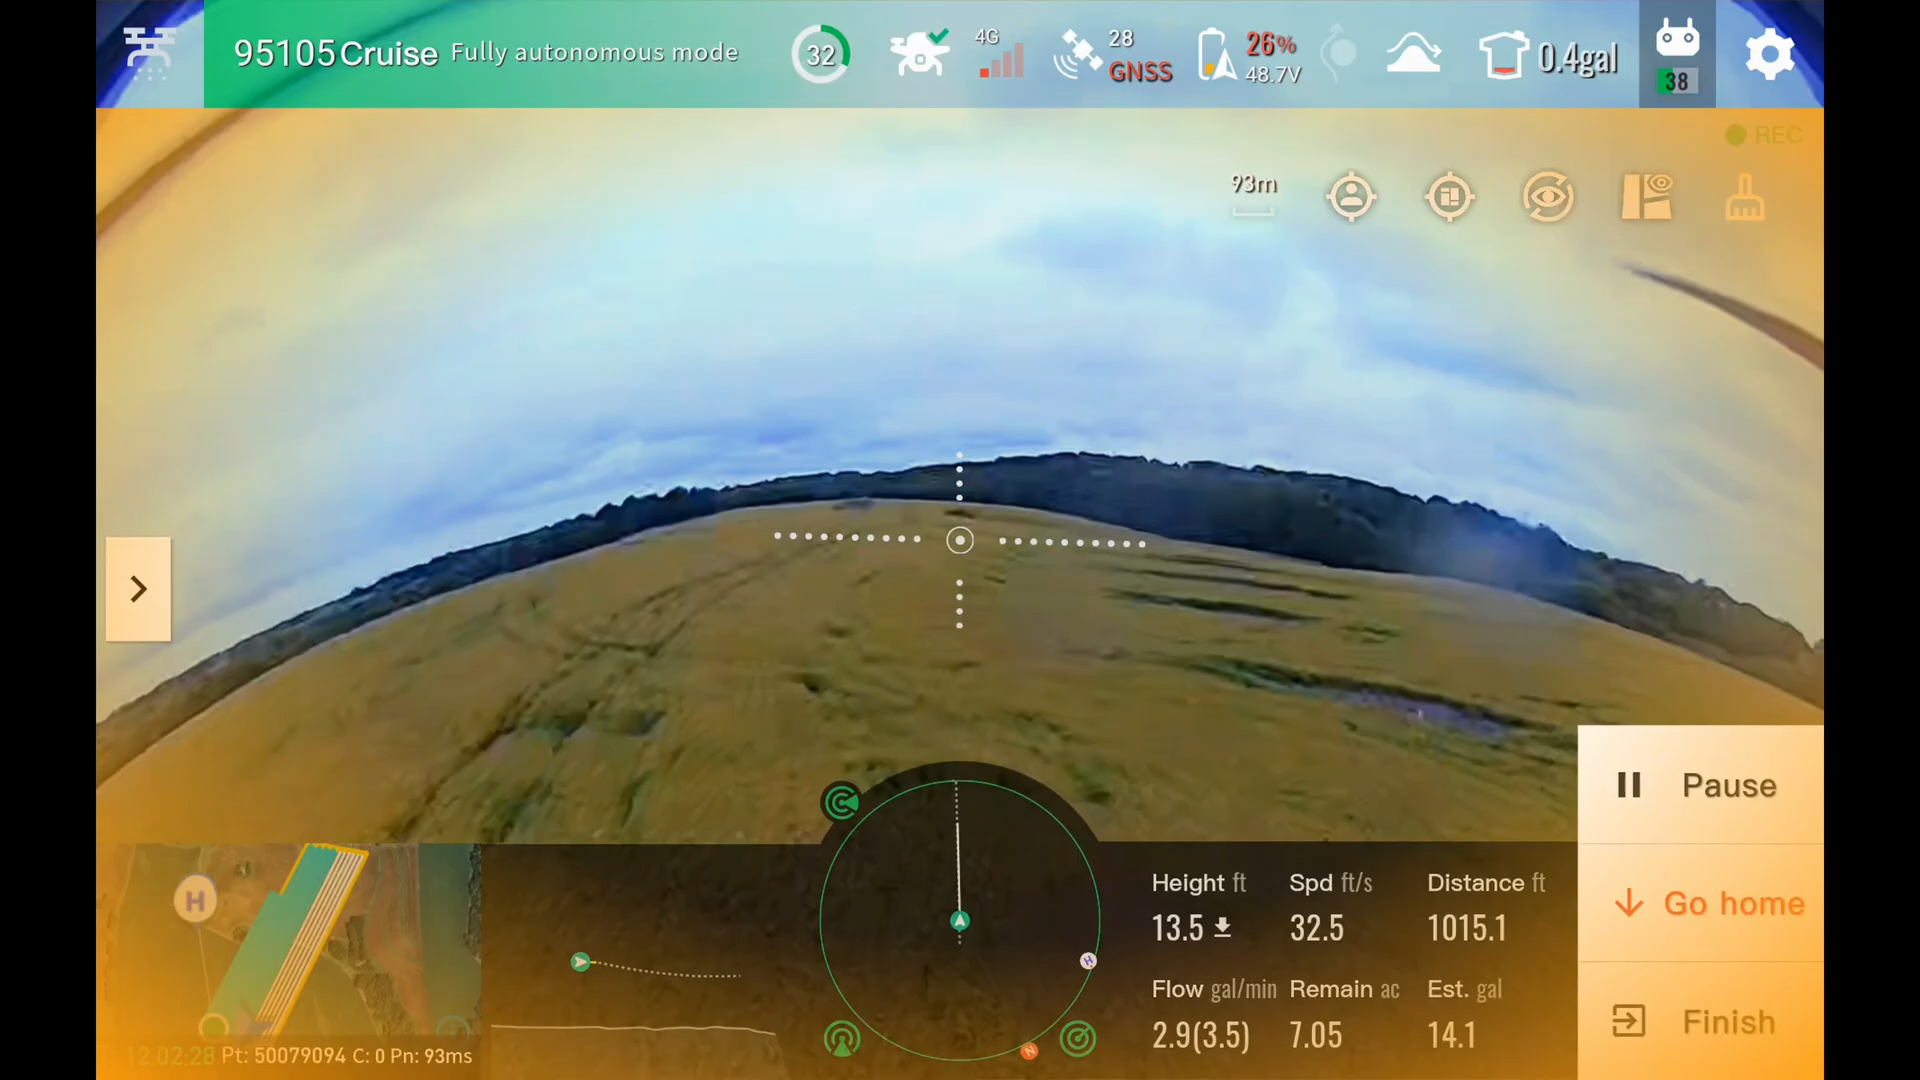 95105 Cruise Fully autonomous mode
32
4G
28
GNSS
26%
48.7V
0.4gal
38
REC
93m
Pause
Go home
Finish
H
Height ft Spd ft/s Distance ft
13.5 32.5 1015.1
Flow gal/min Remain ac Est. gal
2.9(3.5) 7.05 14.1
H
N
12:02:28 Pt: 50079094 C: 0 Pn: 93ms